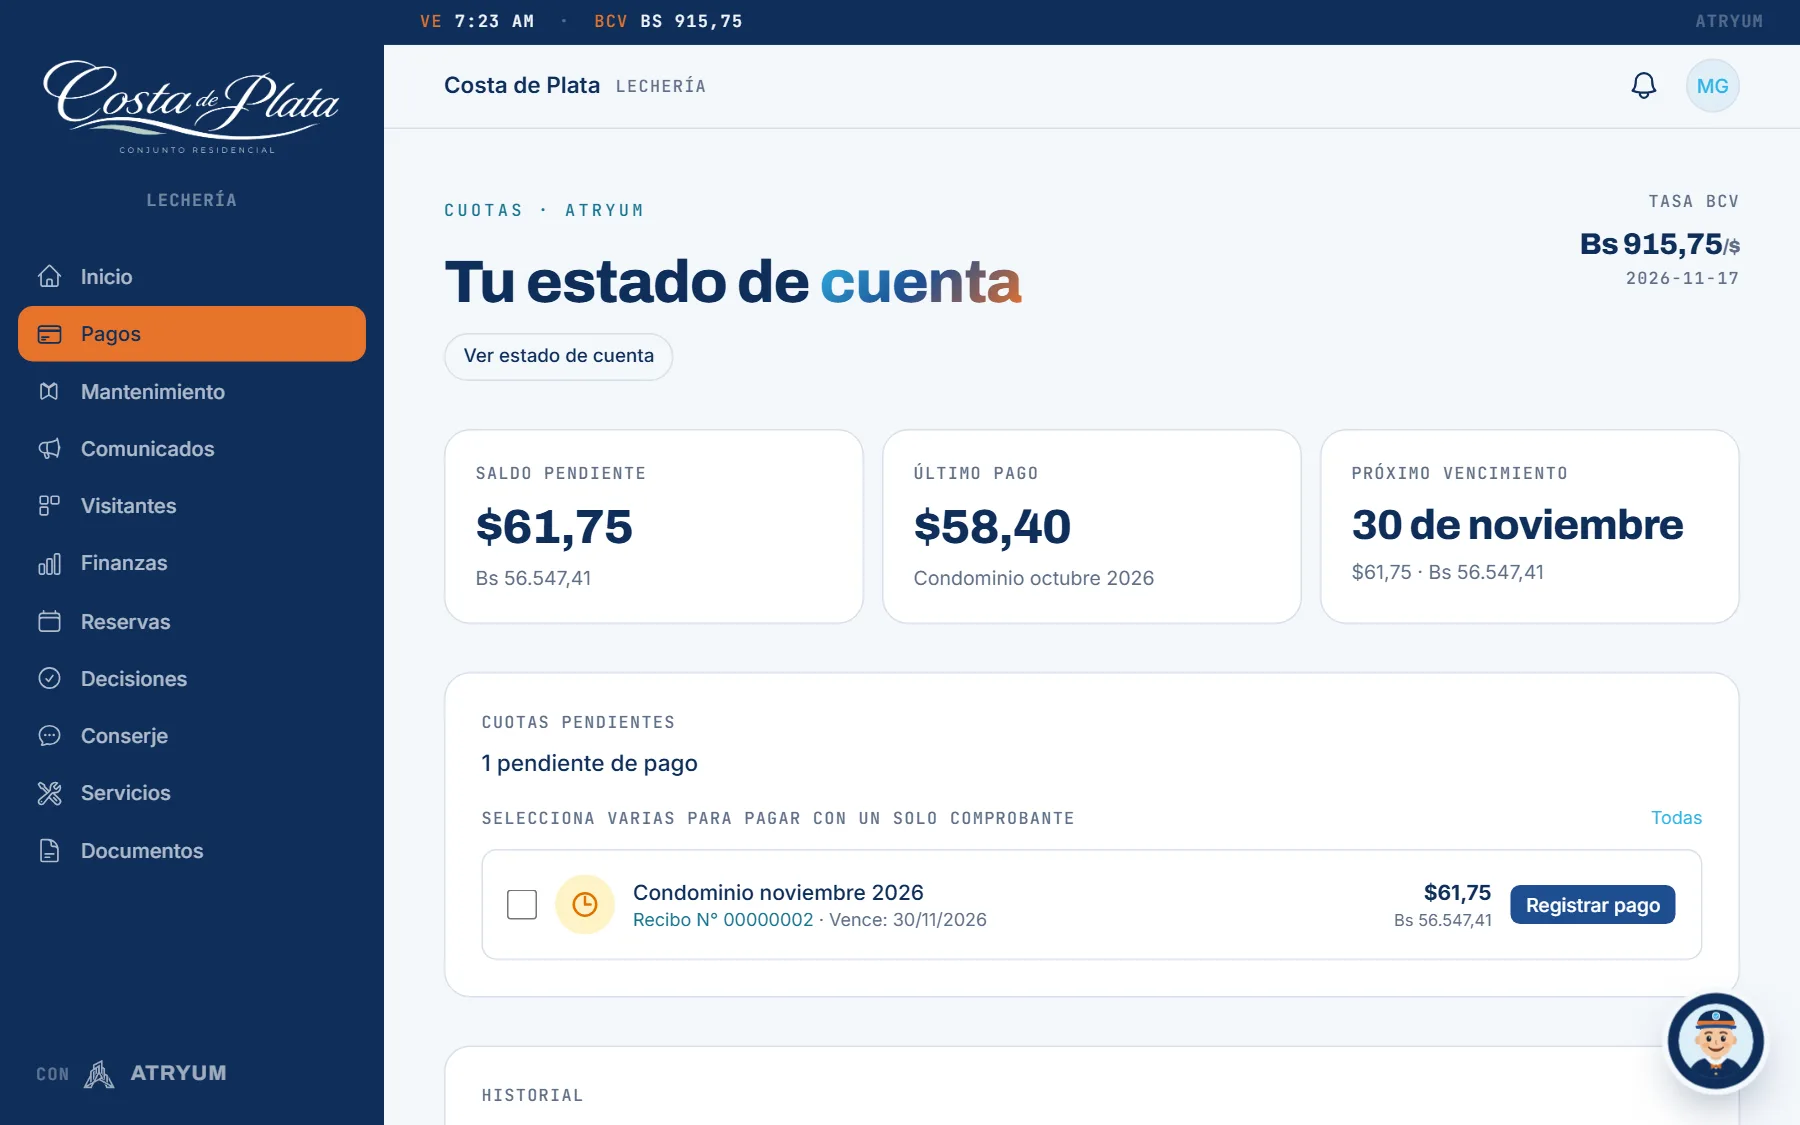 VE 7:23 AM · BCV BS 915,75
ATRYUM
Costa de Plata
CONJUNTO RESIDENCIAL
LECHERÍA
Inicio
Pagos
Mantenimiento
Comunicados
Visitantes
Finanzas
Reservas
Decisiones
Conserje
Servicios
Documentos
CON ATRYUM
Costa de Plata LECHERÍA
MG
CUOTAS · ATRYUM
Tu estado de cuenta
Ver estado de cuenta
TASA BCV
Bs 915,75/$
2026-11-17
SALDO PENDIENTE
$61,75
Bs 56.547,41
ÚLTIMO PAGO
$58,40
Condominio octubre 2026
PRÓXIMO VENCIMIENTO
30 de noviembre
$61,75 · Bs 56.547,41
CUOTAS PENDIENTES
1 pendiente de pago
SELECCIONA VARIAS PARA PAGAR CON UN SOLO COMPROBANTE
Todas
Condominio noviembre 2026
Recibo N° 00000002 · Vence: 30/11/2026
$61,75
Bs 56.547,41
Registrar pago
HISTORIAL